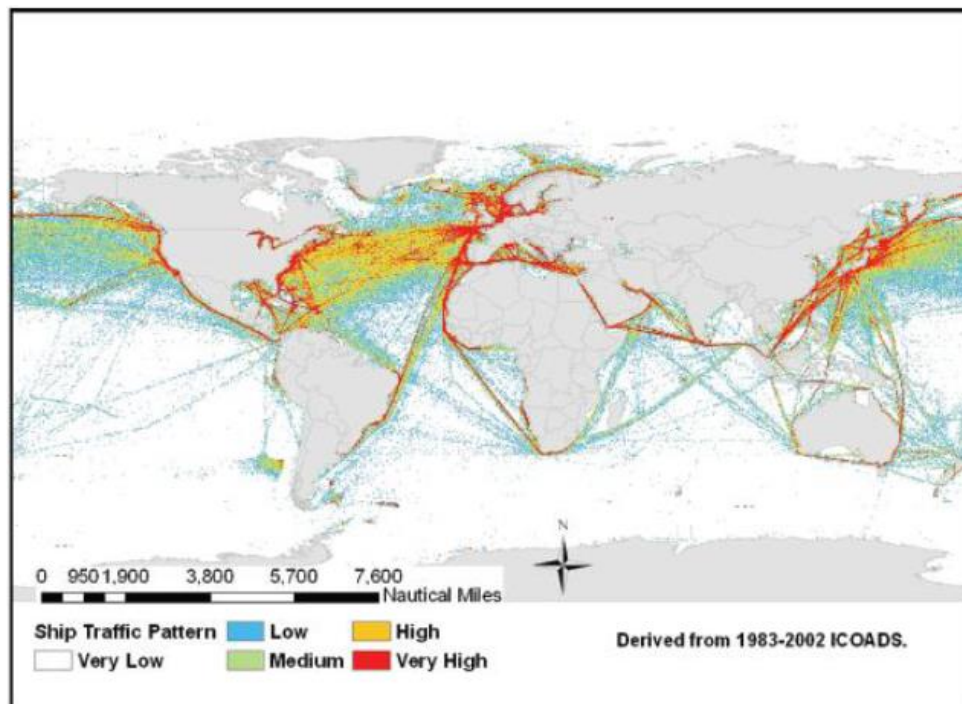 N
0 950 1,900 3,800 5,700 7,600
Nautical Miles
Ship Traffic Pattern Low High
Very Low Medium Very High
Derived from 1983-2002 ICOADS.